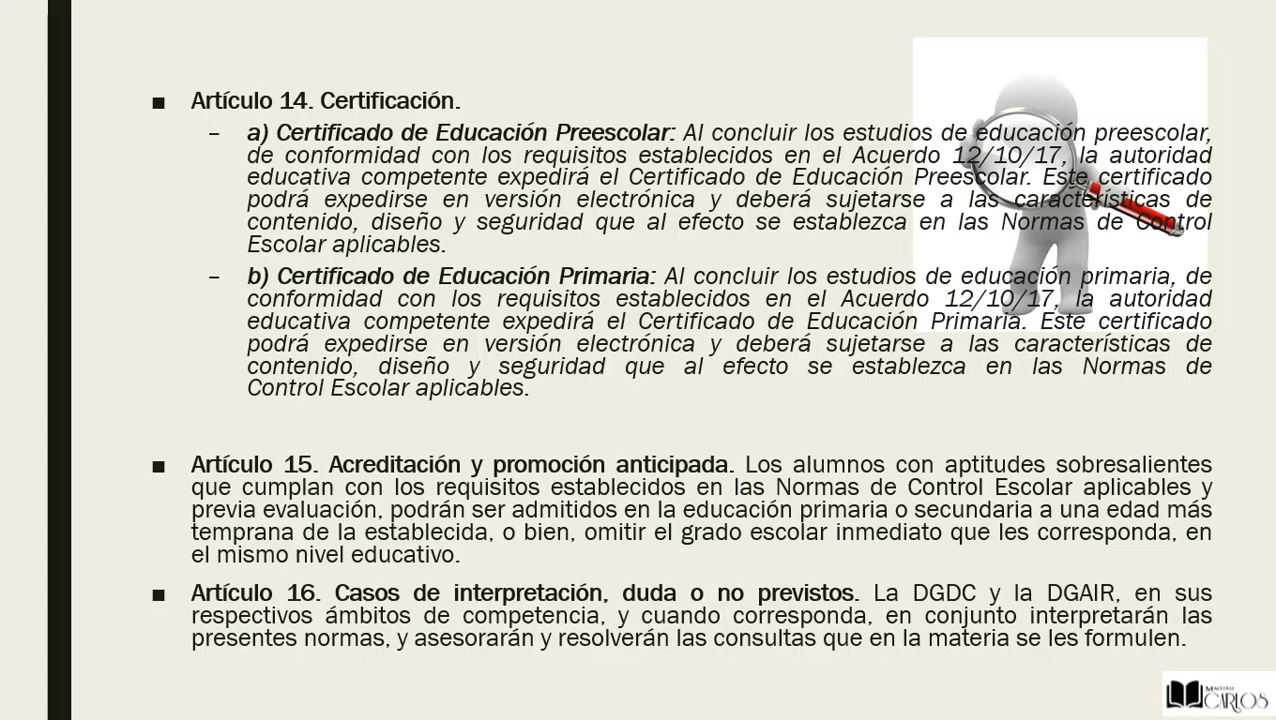 ■ Artículo 14. Certificación.
– a) Certificado de Educación Preescolar: Al concluir los estudios de educación preescolar,
de conformidad con los requisitos establecidos en el Acuerdo 12/10/17, la autoridad
educativa competente expedirá el Certificado de Educación Preescolar. Este certificado
podrá expedirse en versión electrónica y deberá sujetarse a las características de
contenido, diseño y seguridad que al efecto se establezca en las Normas de Control
Escolar aplicables.
– b) Certificado de Educación Primaria: Al concluir los estudios de educación primaria, de
conformidad con los requisitos establecidos en el Acuerdo 12/10/17, la autoridad
educativa competente expedirá el Certificado de Educación Primaria. Este certificado
podrá expedirse en versión electrónica y deberá sujetarse a las características de
contenido, diseño y seguridad que al efecto se establezca en las Normas de
Control Escolar aplicables.
■ Artículo 15. Acreditación y promoción anticipada. Los alumnos con aptitudes sobresalientes
que cumplan con los requisitos establecidos en las Normas de Control Escolar aplicables y
previa evaluación, podrán ser admitidos en la educación primaria o secundaria a una edad más
temprana de la establecida, o bien, omitir el grado escolar inmediato que les corresponda, en
el mismo nivel educativo.
■ Artículo 16. Casos de interpretación, duda o no previstos. La DGDC y la DGAIR, en sus
respectivos ámbitos de competencia, y cuando corresponda, en conjunto interpretarán las
presentes normas, y asesorarán y resolverán las consultas que en la materia se les formulen.
MAESTRO
CARLOS